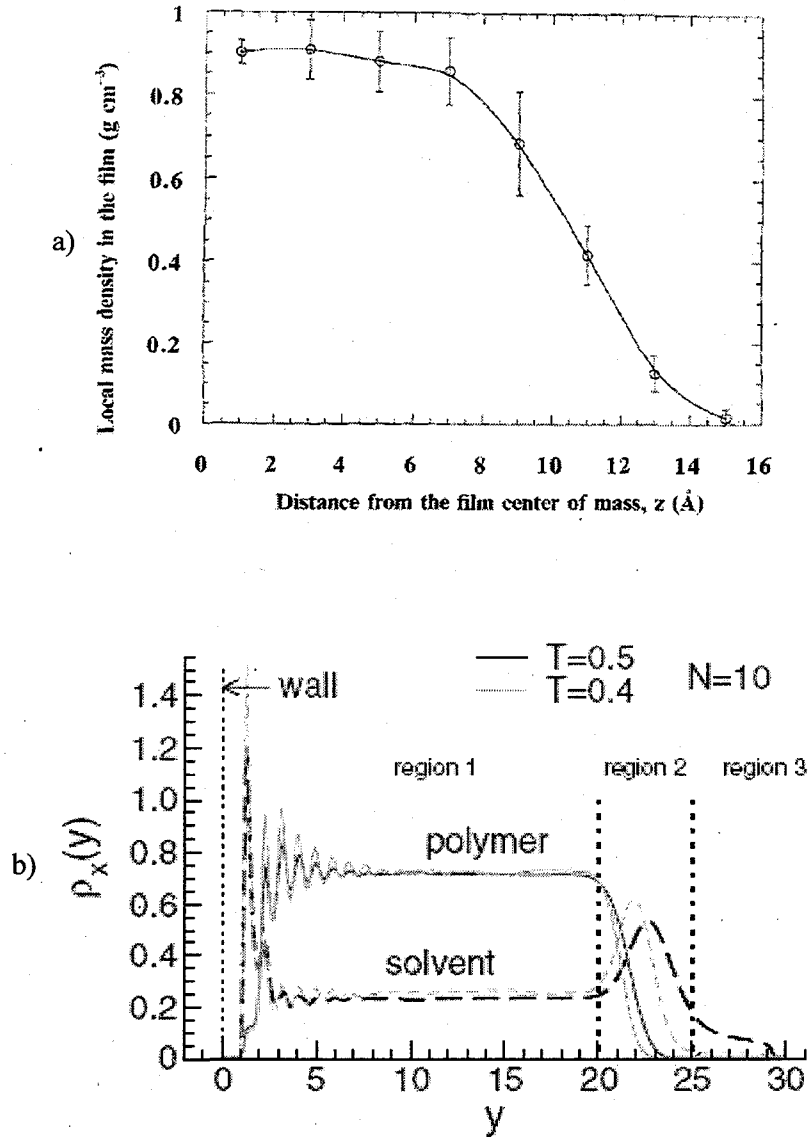 a)
Local mass density in the film (g cm⁻³)
1
0.8
0.6
0.4
0.2
0
0 2 4 6 8 10 12 14 16
Distance from the film center of mass, z (Å)
b)
ρx(y)
1.4
1.2
1.0
0.8
0.6
0.4
0.2
0
wall
T=0.5
T=0.4
N=10
region 1
region 2
region 3
polymer
solvent
0 5 10 15 20 25 30
y